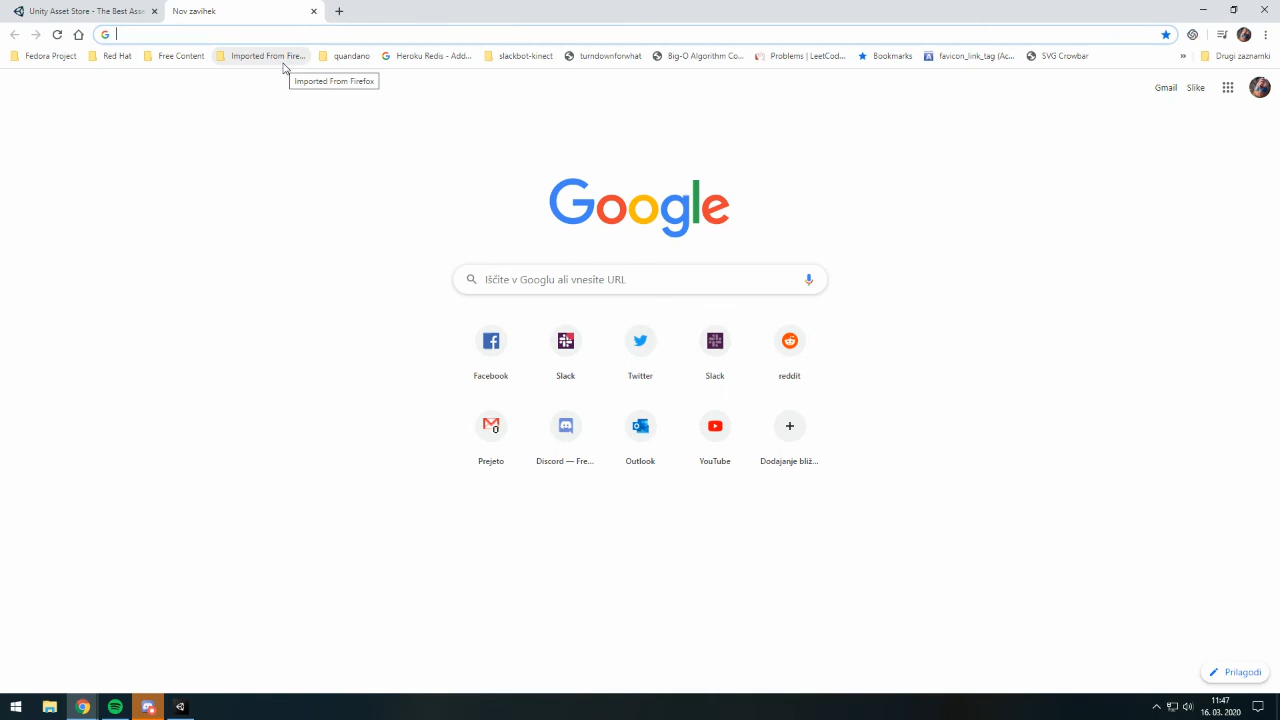 Unity Asset Store - The Best Ass
Nov zavihek
Fedora Project
Red Hat
Free Content
Imported From Fire...
quandano
Heroku Redis - Add...
slackbot-kinect
turndownforwhat
Big-O Algorithm Co...
Problems | LeetCod...
Bookmarks
favicon_link_tag (Ac...
SVG Crowbar
»
Drugi zaznamki
Imported From Firefox
Gmail
Slike
Google
Iščite v Googlu ali vnesite URL
Facebook
Slack
Twitter
Slack
reddit
0
Prejeto
Discord — Fre...
Outlook
YouTube
Dodajanje bliž...
Prilagodi
11:47
16. 03. 2020